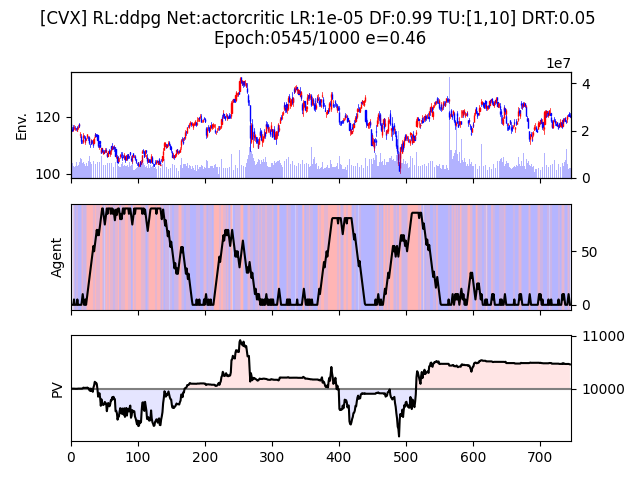 [CVX] RL:ddpg Net:actorcritic LR:1e-05 DF:0.99 TU:[1,10] DRT:0.05
Epoch:0545/1000 e=0.46
1e7
Env.
120
100
4
2
0
Agent
50
0
PV
11000
10000
0 100 200 300 400 500 600 700